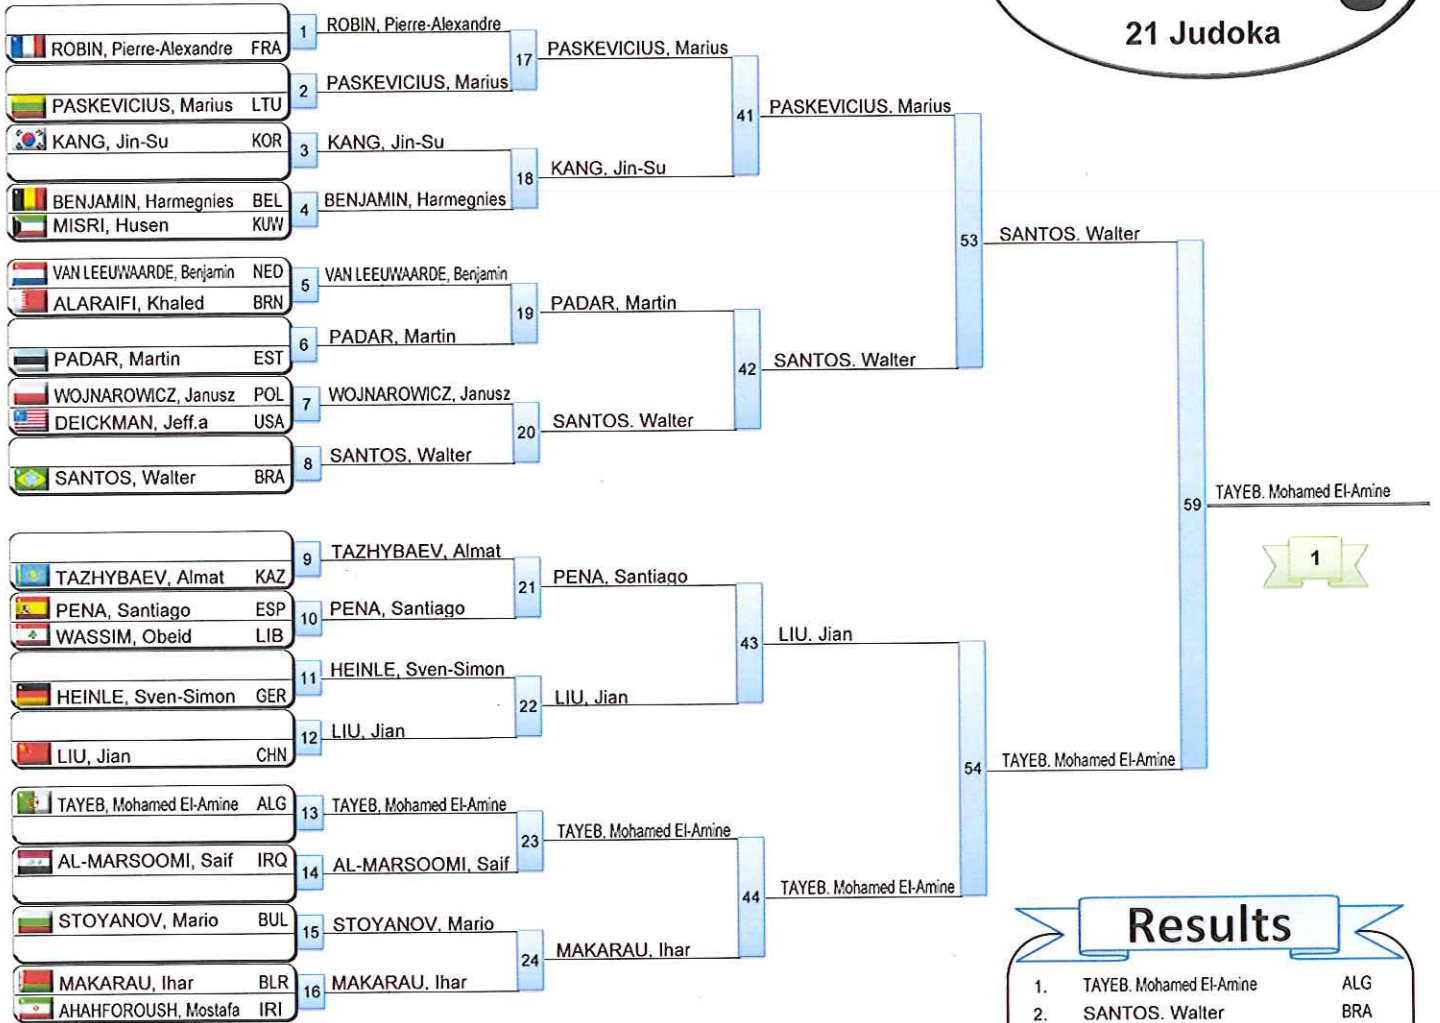 21 Judoka
ROBIN, Pierre-Alexandre FRA
PASKEVICIUS, Marius LTU
KANG, Jin-Su KOR
BENJAMIN, Harmegnies BEL
MISRI, Husen KUW
VAN LEEUWAARDE, Benjamin NED
ALARAIFI, Khaled BRN
PADAR, Martin EST
WOJNAROWICZ, Janusz POL
DEICKMAN, Jeff.a USA
SANTOS, Walter BRA
TAZHYBAEV, Almat KAZ
PENA, Santiago ESP
WASSIM, Obeid LIB
HEINLE, Sven-Simon GER
LIU, Jian CHN
TAYEB, Mohamed El-Amine ALG
AL-MARSOOMI, Saif IRQ
STOYANOV, Mario BUL
MAKARAU, Ihar BLR
AHAHFOROUSH, Mostafa IRI
1 ROBIN, Pierre-Alexandre
2 PASKEVICIUS, Marius
3 KANG, Jin-Su
4 BENJAMIN, Harmegnies
5 VAN LEEUWAARDE, Benjamin
6 PADAR, Martin
7 WOJNAROWICZ, Janusz
8 SANTOS, Walter
9 TAZHYBAEV, Almat
10 PENA, Santiago
11 HEINLE, Sven-Simon
12 LIU, Jian
13 TAYEB, Mohamed El-Amine
14 AL-MARSOOMI, Saif
15 STOYANOV, Mario
16 MAKARAU, Ihar
17 PASKEVICIUS, Marius
18 KANG, Jin-Su
19 PADAR, Martin
20 SANTOS. Walter
21 PENA, Santiago
22 LIU, Jian
23 TAYEB, Mohamed El-Amine
24 MAKARAU, Ihar
41 PASKEVICIUS. Marius
42 SANTOS. Walter
43 LIU. Jian
44 TAYEB. Mohamed El-Amine
53 SANTOS. Walter
54 TAYEB. Mohamed El-Amine
59 TAYEB. Mohamed El-Amine
1
Results
1. TAYEB. Mohamed El-Amine ALG
2. SANTOS. Walter BRA